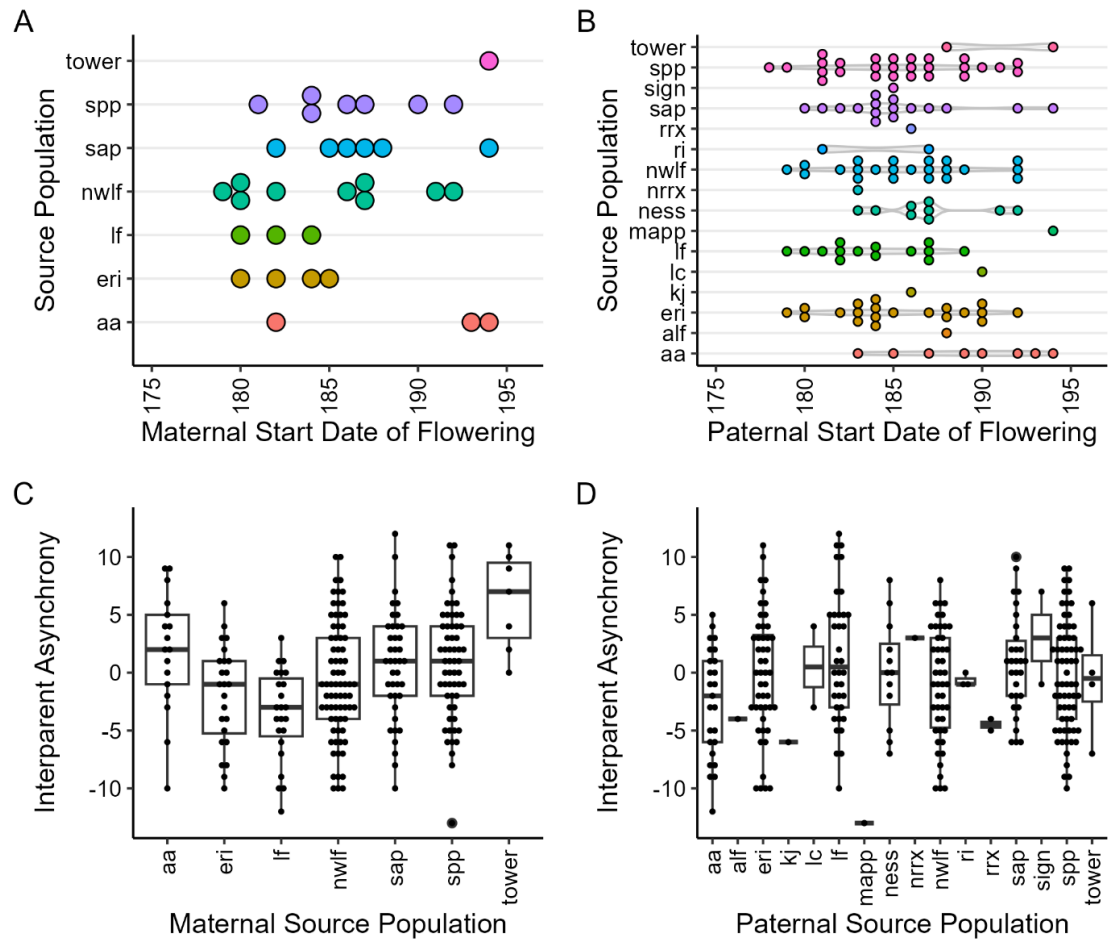 A
Source Population
tower
spp
sap
nwlf
lf
eri
aa
175
180
185
190
195
Maternal Start Date of Flowering
B
Source Population
tower
spp
sign
sap
rrx
ri
nwlf
nrrx
ness
mapp
lf
lc
kj
eri
alf
aa
175
180
185
190
195
Paternal Start Date of Flowering
C
Interparent Asynchrony
10
5
0
-5
-10
aa
eri
lf
nwlf
sap
spp
tower
Maternal Source Population
D
Interparent Asynchrony
10
5
0
-5
-10
aa
alf
eri
kj
lc
lf
mapp
ness
nrrx
nwlf
ri
rrx
sap
sign
spp
tower
Paternal Source Population